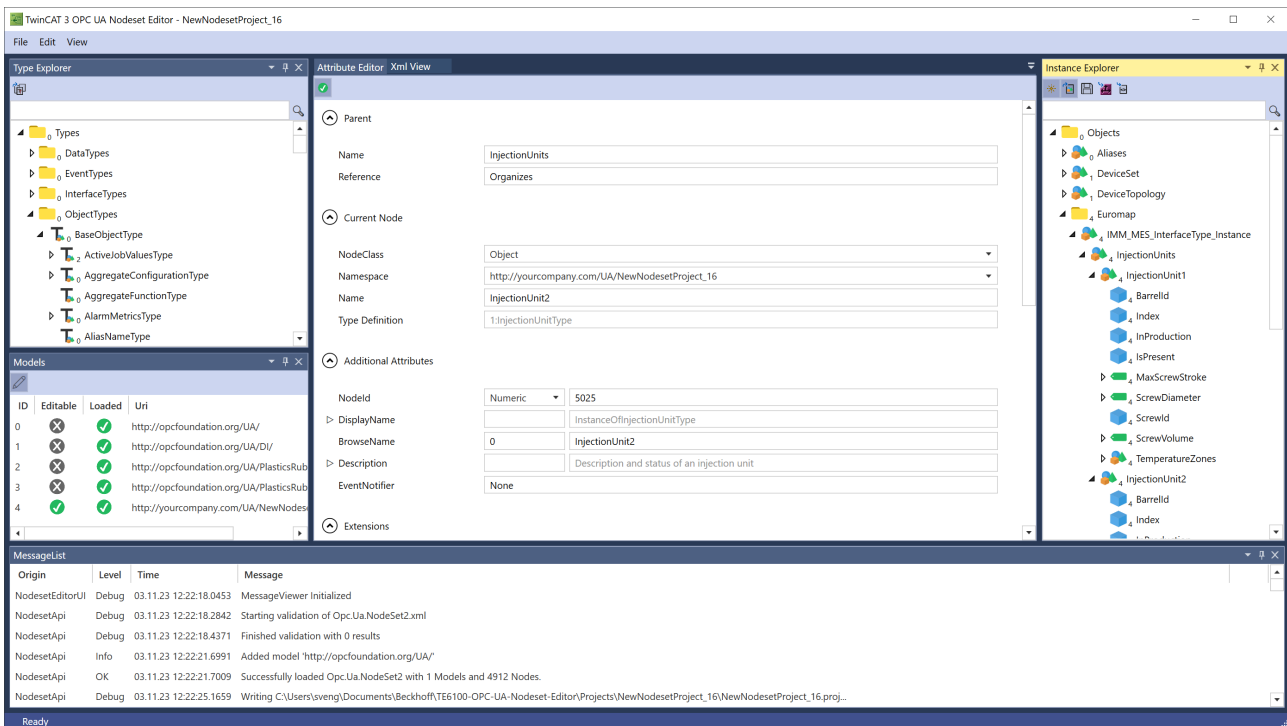 TwinCAT 3 OPC UA Nodeset Editor - NewNodesetProject_16
File Edit View
Type Explorer
0 Types
0 DataTypes
0 EventTypes
0 InterfaceTypes
0 ObjectTypes
0 BaseObjectType
2 ActiveJobValuesType
0 AggregateConfigurationType
0 AggregateFunctionType
0 AlarmMetricsType
0 AliasNameType
Models
ID Editable Loaded Uri
0 http://opcfoundation.org/UA/
1 http://opcfoundation.org/UA/DI/
2 http://opcfoundation.org/UA/PlasticsRub
3 http://opcfoundation.org/UA/PlasticsRub
4 http://yourcompany.com/UA/NewNodese
Attribute Editor Xml View
Parent
Name InjectionUnits
Reference Organizes
Current Node
NodeClass Object
Namespace http://yourcompany.com/UA/NewNodesetProject_16
Name InjectionUnit2
Type Definition 1:InjectionUnitType
Additional Attributes
NodeId Numeric 5025
DisplayName InstanceOfInjectionUnitType
BrowseName 0 InjectionUnit2
Description Description and status of an injection unit
EventNotifier None
Extensions
Instance Explorer
0 Objects
0 Aliases
1 DeviceSet
1 DeviceTopology
4 Euromap
4 IMM_MES_InterfaceType_Instance
4 InjectionUnits
4 InjectionUnit1
4 BarrelId
4 Index
4 InProduction
4 IsPresent
4 MaxScrewStroke
4 ScrewDiameter
4 ScrewId
4 ScrewVolume
4 TemperatureZones
4 InjectionUnit2
4 BarrelId
4 Index
MessageList
Origin Level Time Message
NodesetEditorUI Debug 03.11.23 12:22:18.0453 MessageViewer Initialized
NodesetApi Debug 03.11.23 12:22:18.2842 Starting validation of Opc.Ua.NodeSet2.xml
NodesetApi Debug 03.11.23 12:22:18.4371 Finished validation with 0 results
NodesetApi Info 03.11.23 12:22:21.6991 Added model 'http://opcfoundation.org/UA/'
NodesetApi OK 03.11.23 12:22:21.7009 Successfully loaded Opc.Ua.NodeSet2 with 1 Models and 4912 Nodes.
NodesetApi Debug 03.11.23 12:22:25.1659 Writing C:\Users\sveng\Documents\Beckhoff\TE6100-OPC-UA-Nodeset-Editor\Projects\NewNodesetProject_16\NewNodesetProject_16.proj...
Ready